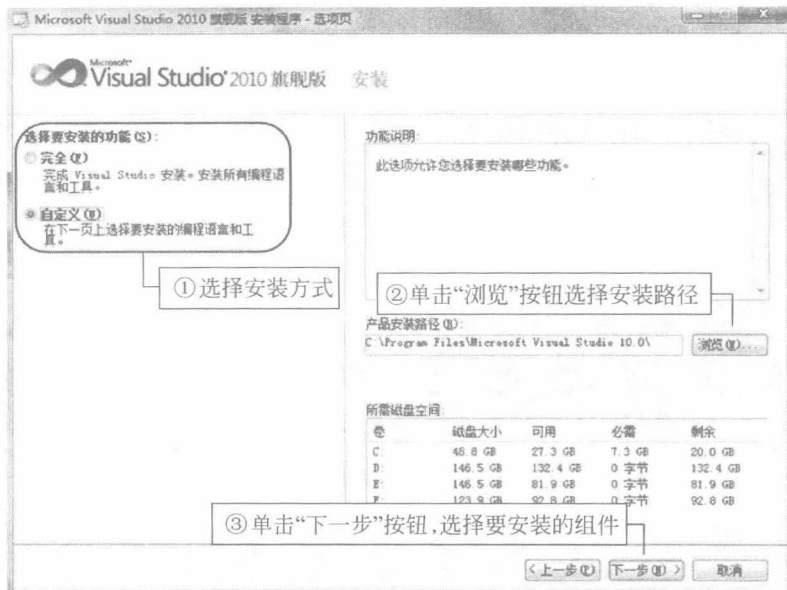 Microsoft Visual Studio 2010 旗舰版 安装程序 - 选项页
Microsoft
Visual Studio 2010 旗舰版 安装
选择要安装的功能(S):
完全(F)
完成 Visual Studio 安装。安装所有编程语
言和工具。
自定义(U)
在下一页上选择要安装的编程语言和工
具。
①选择安装方式
功能说明:
此选项允许您选择要安装哪些功能。
②单击“浏览”按钮选择安装路径
产品安装路径(B):
C \Program Files\Microsoft Visual Studio 10.0\
浏览(W)...
所需磁盘空间:
卷 磁盘大小 可用 必需 剩余
C: 48.8 GB 27.3 GB 7.3 GB 20.0 GB
D: 146.5 GB 132.4 GB 0 字节 132.4 GB
E: 146.5 GB 81.9 GB 0 字节 81.9 GB
F: 123.9 GB 92.8 GB 0 字节 92.8 GB
③单击“下一步”按钮,选择要安装的组件
<上一步(P)
下一步(N)>
取消